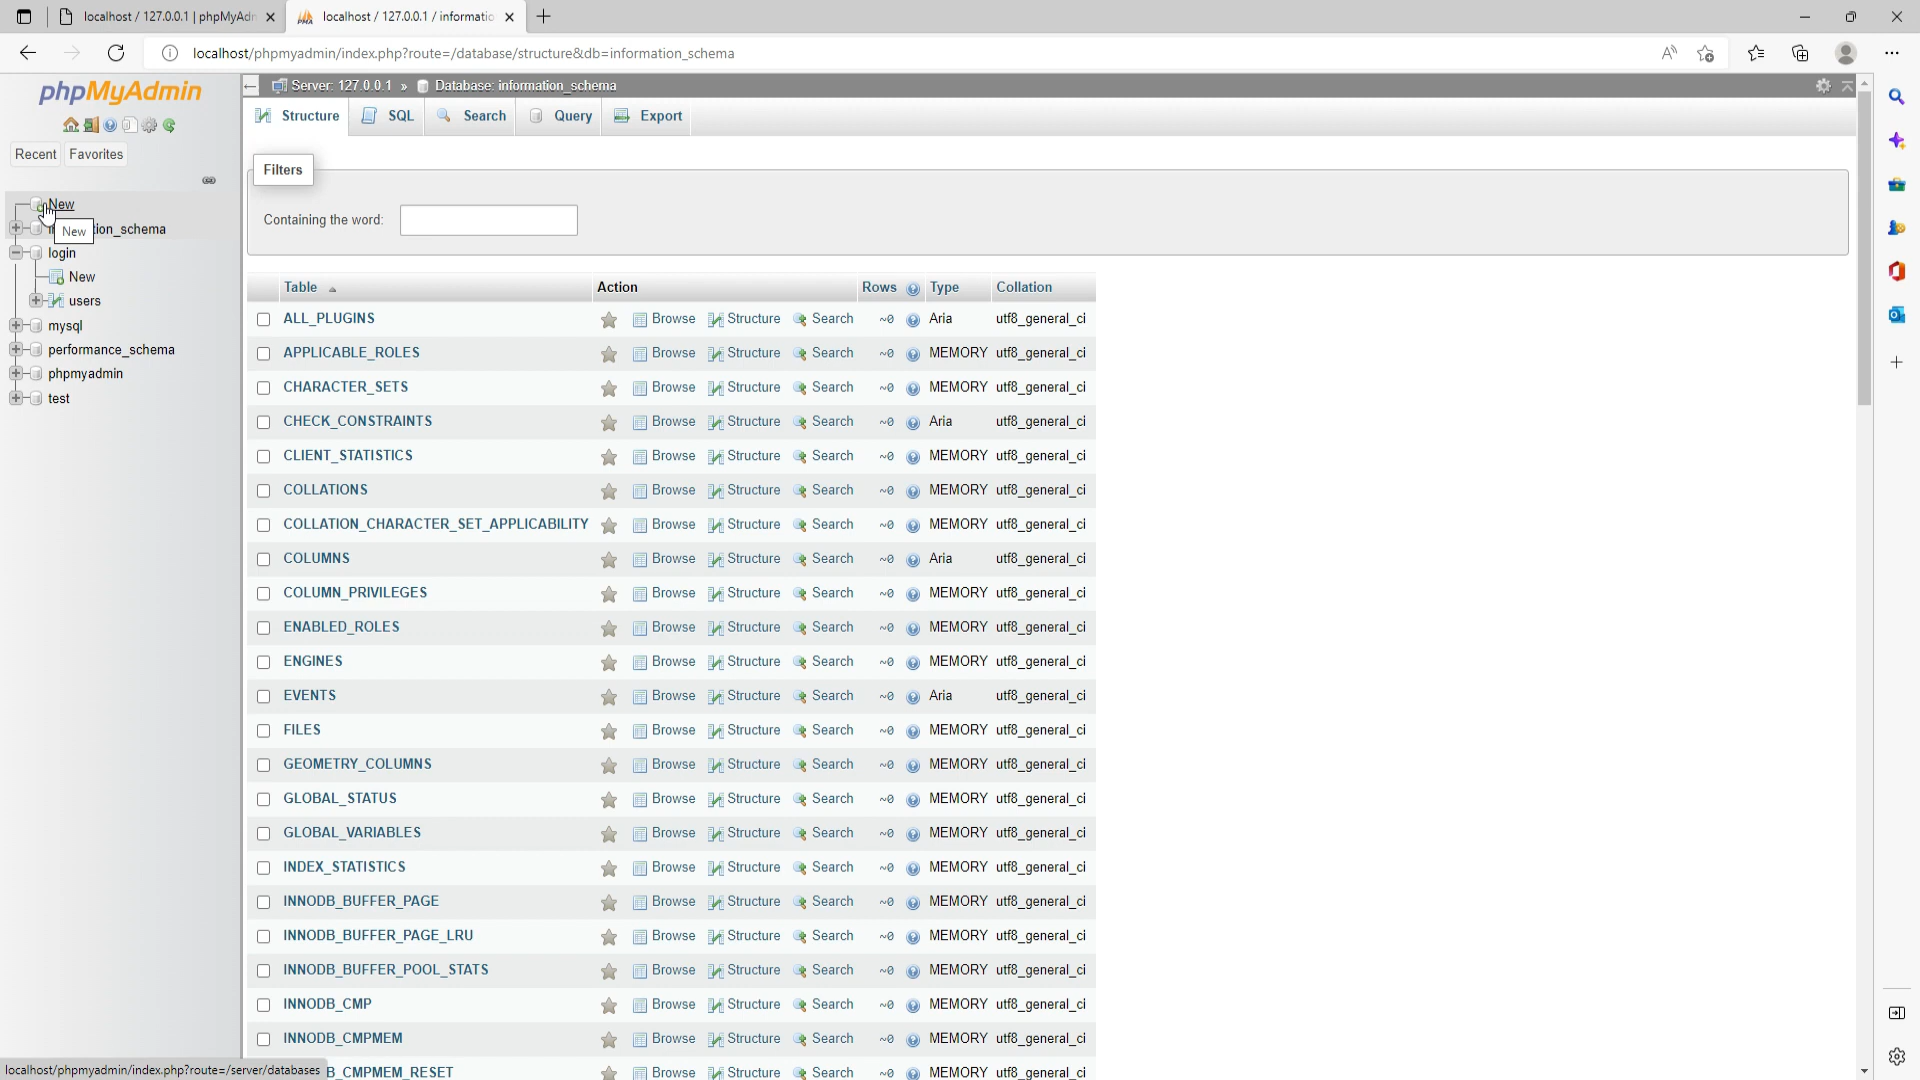 localhost / 127.0.0.1 | phpMyAdm
localhost / 127.0.0.1 / informatio
localhost/phpmyadmin/index.php?route=/database/structure&db=information_schema
phpMyAdmin
Recent Favorites
New
New
ion_schema
login
New
users
mysql
performance_schema
phpmyadmin
test
Server: 127.0.0.1 » Database: information_schema
Structure SQL Search Query Export
Filters
Containing the word:
Table Action Rows Type Collation
ALL_PLUGINS Browse Structure Search ~0 Aria utf8_general_ci
APPLICABLE_ROLES Browse Structure Search ~0 MEMORY utf8_general_ci
CHARACTER_SETS Browse Structure Search ~0 MEMORY utf8_general_ci
CHECK_CONSTRAINTS Browse Structure Search ~0 Aria utf8_general_ci
CLIENT_STATISTICS Browse Structure Search ~0 MEMORY utf8_general_ci
COLLATIONS Browse Structure Search ~0 MEMORY utf8_general_ci
COLLATION_CHARACTER_SET_APPLICABILITY Browse Structure Search ~0 MEMORY utf8_general_ci
COLUMNS Browse Structure Search ~0 Aria utf8_general_ci
COLUMN_PRIVILEGES Browse Structure Search ~0 MEMORY utf8_general_ci
ENABLED_ROLES Browse Structure Search ~0 MEMORY utf8_general_ci
ENGINES Browse Structure Search ~0 MEMORY utf8_general_ci
EVENTS Browse Structure Search ~0 Aria utf8_general_ci
FILES Browse Structure Search ~0 MEMORY utf8_general_ci
GEOMETRY_COLUMNS Browse Structure Search ~0 MEMORY utf8_general_ci
GLOBAL_STATUS Browse Structure Search ~0 MEMORY utf8_general_ci
GLOBAL_VARIABLES Browse Structure Search ~0 MEMORY utf8_general_ci
INDEX_STATISTICS Browse Structure Search ~0 MEMORY utf8_general_ci
INNODB_BUFFER_PAGE Browse Structure Search ~0 MEMORY utf8_general_ci
INNODB_BUFFER_PAGE_LRU Browse Structure Search ~0 MEMORY utf8_general_ci
INNODB_BUFFER_POOL_STATS Browse Structure Search ~0 MEMORY utf8_general_ci
INNODB_CMP Browse Structure Search ~0 MEMORY utf8_general_ci
INNODB_CMPMEM Browse Structure Search ~0 MEMORY utf8_general_ci
B_CMPMEM_RESET Browse Structure Search ~0 MEMORY utf8_general_ci
localhost/phpmyadmin/index.php?route=/server/databases